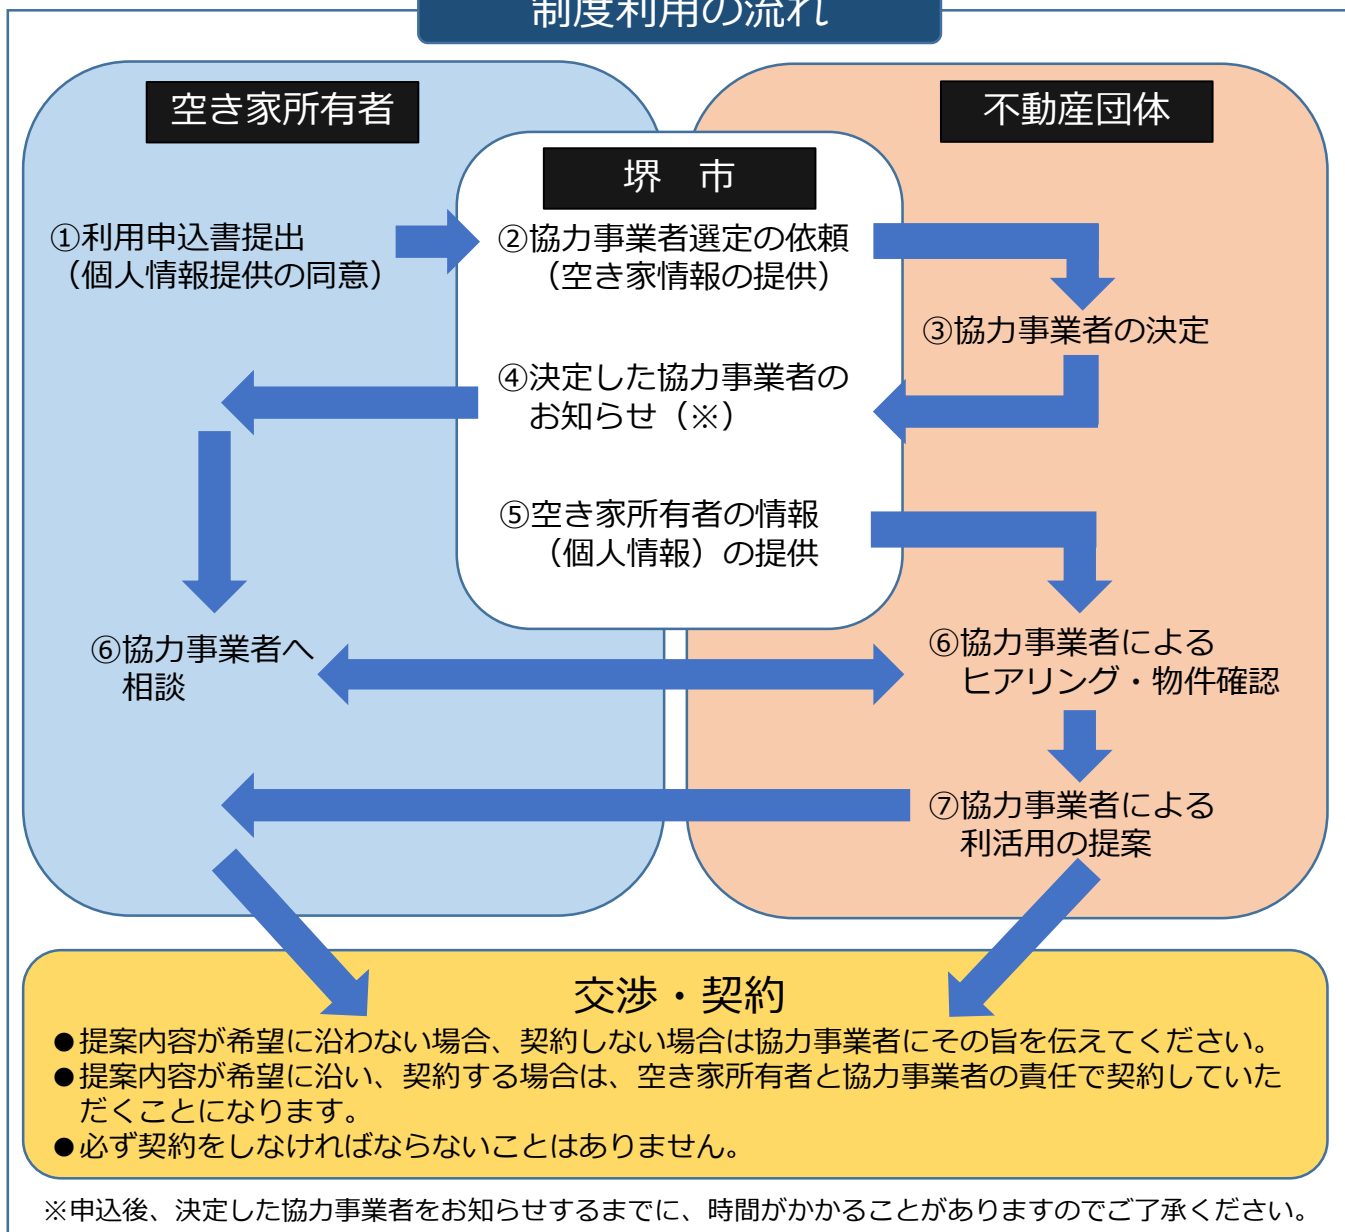 制度利用の流れ
空き家所有者
不動産団体
堺　市
①利用申込書提出
（個人情報提供の同意）
②協力事業者選定の依頼
（空き家情報の提供）
③協力事業者の決定
④決定した協力事業者の
お知らせ（※）
⑤空き家所有者の情報
（個人情報）の提供
⑥協力事業者へ
相談
⑥協力事業者による
ヒアリング・物件確認
⑦協力事業者による
利活用の提案
交渉・契約
●提案内容が希望に沿わない場合、契約しない場合は協力事業者にその旨を伝えてください。
●提案内容が希望に沿い、契約する場合は、空き家所有者と協力事業者の責任で契約していた
だくことになります。
●必ず契約をしなければならないことはありません。
※申込後、決定した協力事業者をお知らせするまでに、時間がかかることがありますのでご了承ください。